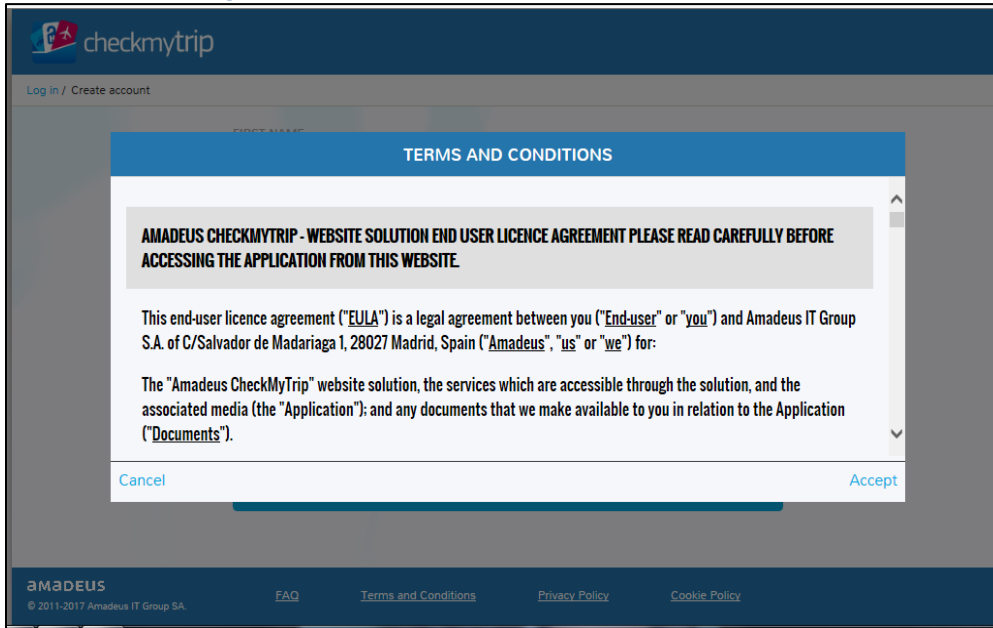 checkmytrip
Log in / Create account
FIRST NAME
TERMS AND CONDITIONS
AMADEUS CHECKMYTRIP - WEBSITE SOLUTION END USER LICENCE AGREEMENT PLEASE READ CAREFULLY BEFORE
ACCESSING THE APPLICATION FROM THIS WEBSITE.
This end-user licence agreement ("EULA") is a legal agreement between you ("End-user" or "you") and Amadeus IT Group
S.A. of C/Salvador de Madariaga 1, 28027 Madrid, Spain ("Amadeus", "us" or "we") for:
The "Amadeus CheckMyTrip" website solution, the services which are accessible through the solution, and the
associated media (the "Application"); and any documents that we make available to you in relation to the Application
("Documents").
Cancel Accept
amadeus
© 2011-2017 Amadeus IT Group SA. FAQ Terms and Conditions Privacy Policy Cookie Policy